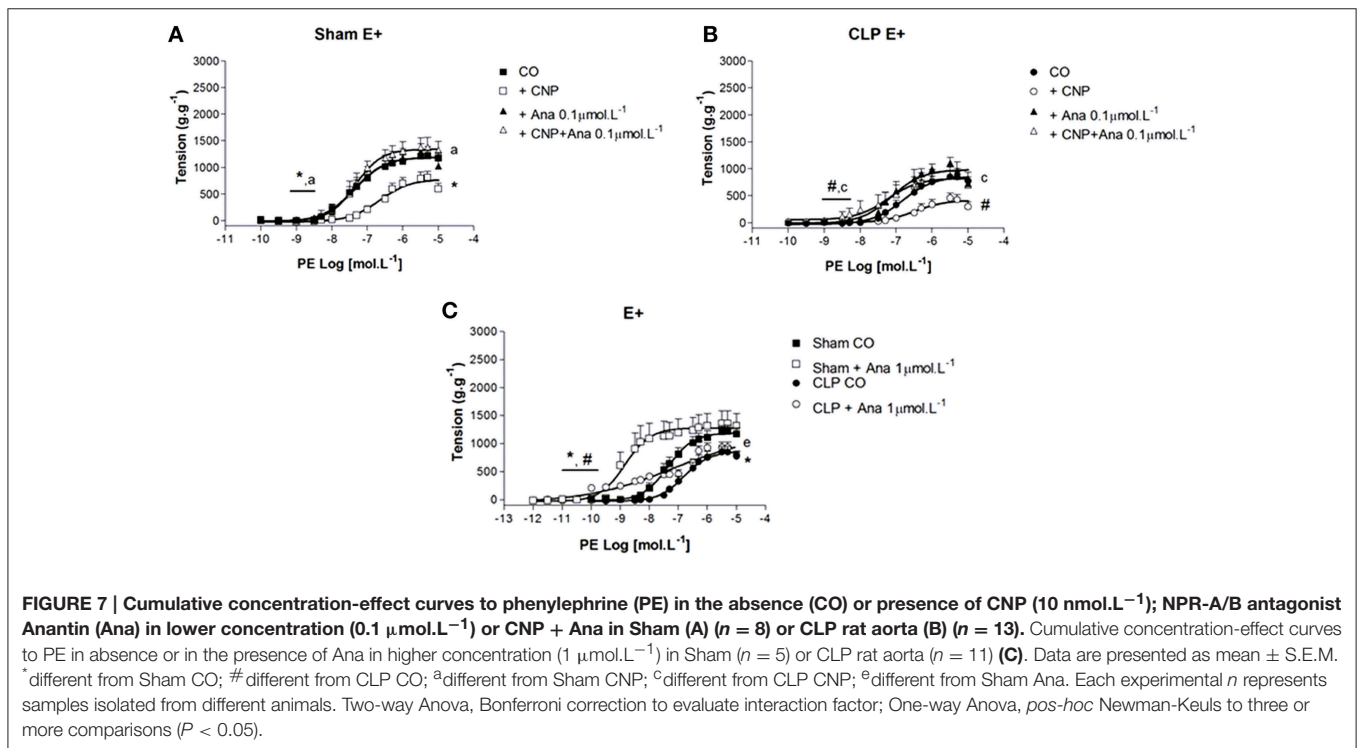 A
Sham E+
Tension (g.g⁻¹)
3000
2500
2000
1500
1000
500
0
*,a
a
*
-11 -10 -9 -8 -7 -6 -5 -4
PE Log [mol.L⁻¹]
CO
+ CNP
+ Ana 0.1μmol.L⁻¹
+ CNP+Ana 0.1μmol.L⁻¹
B
CLP E+
Tension (g.g⁻¹)
3000
2500
2000
1500
1000
500
0
#,c
c
#
-11 -10 -9 -8 -7 -6 -5 -4
PE Log [mol.L⁻¹]
CO
+ CNP
+ Ana 0.1μmol.L⁻¹
+ CNP+Ana 0.1μmol.L⁻¹
C
E+
Tension (g.g⁻¹)
3000
2500
2000
1500
1000
500
0
*, #
e
*
-13 -12 -11 -10 -9 -8 -7 -6 -5 -4
PE Log [mol.L⁻¹]
Sham CO
Sham + Ana 1μmol.L⁻¹
CLP CO
CLP + Ana 1μmol.L⁻¹
FIGURE 7 | Cumulative concentration-effect curves to phenylephrine (PE) in the absence (CO) or presence of CNP (10 nmol.L−1); NPR-A/B antagonist
Anantin (Ana) in lower concentration (0.1 μmol.L−1) or CNP + Ana in Sham (A) (n = 8) or CLP rat aorta (B) (n = 13). Cumulative concentration-effect curves
to PE in absence or in the presence of Ana in higher concentration (1 μmol.L−1) in Sham (n = 5) or CLP rat aorta (n = 11) (C). Data are presented as mean ± S.E.M.
*different from Sham CO; #different from CLP CO; adifferent from Sham CNP; cdifferent from CLP CNP; edifferent from Sham Ana. Each experimental n represents
samples isolated from different animals. Two-way Anova, Bonferroni correction to evaluate interaction factor; One-way Anova, pos-hoc Newman-Keuls to three or
more comparisons (P < 0.05).